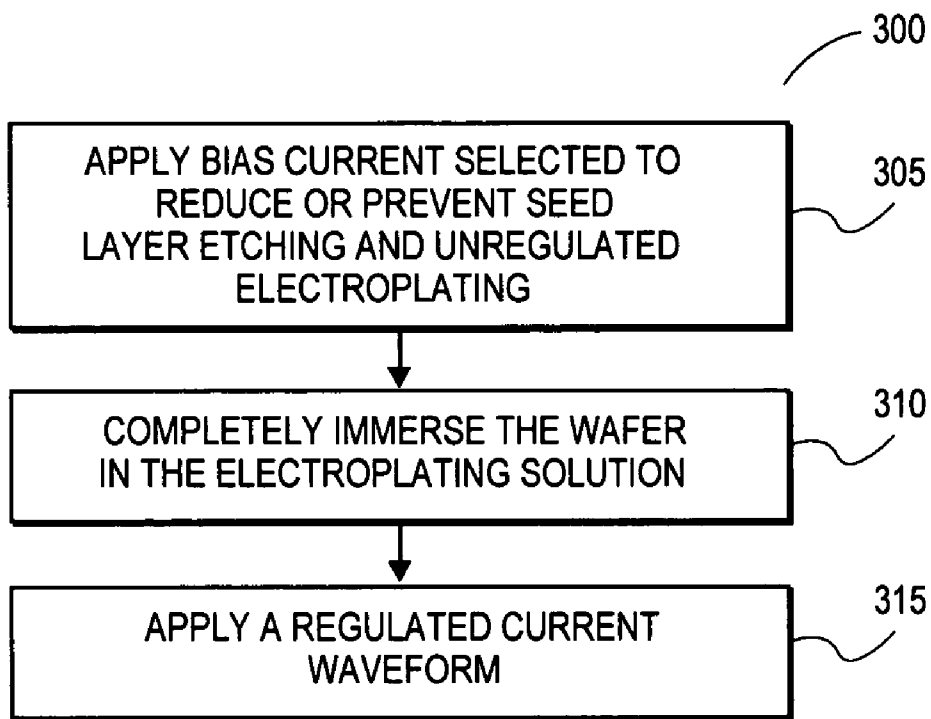 300
APPLY BIAS CURRENT SELECTED TO
REDUCE OR PREVENT SEED
LAYER ETCHING AND UNREGULATED
ELECTROPLATING
305
COMPLETELY IMMERSE THE WAFER
IN THE ELECTROPLATING SOLUTION
310
APPLY A REGULATED CURRENT
WAVEFORM
315